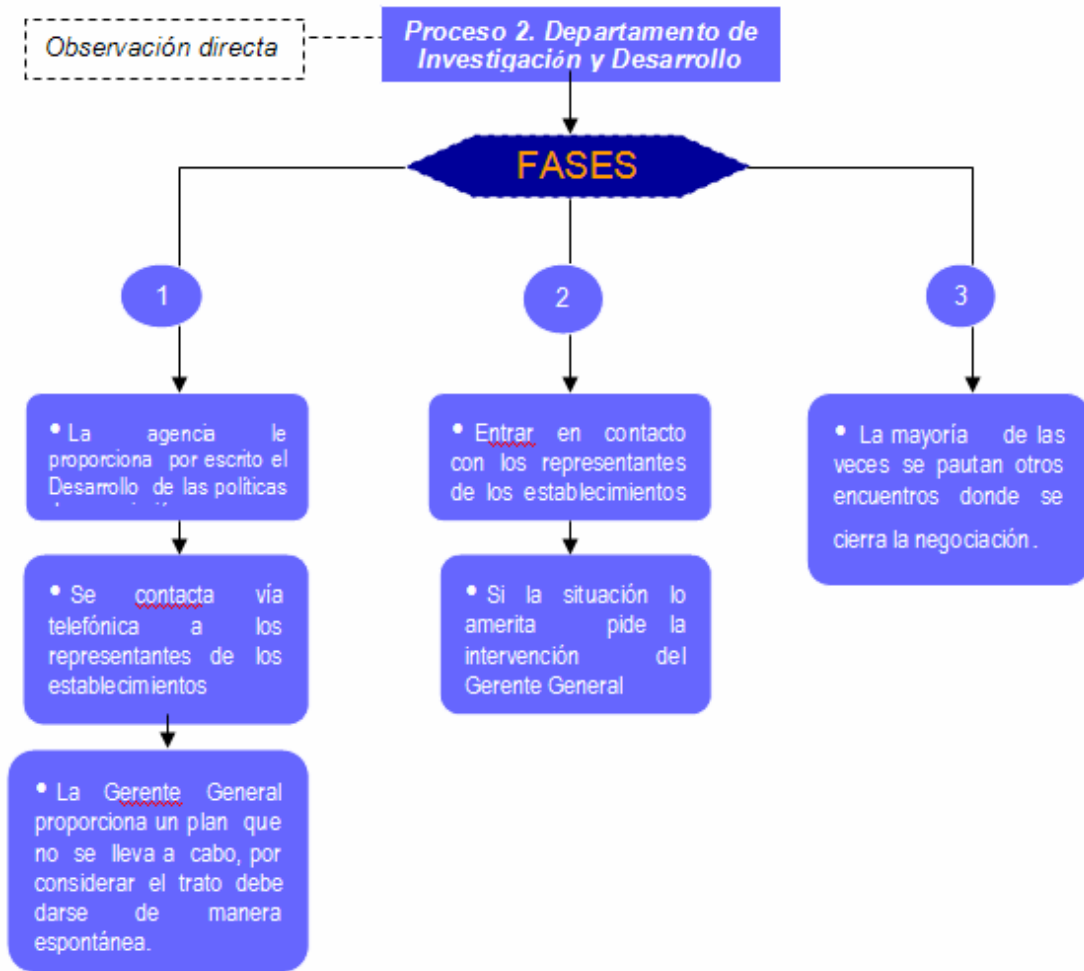 Observación directa
Proceso 2. Departamento de
Investigación y Desarrollo
FASES
1
2
3
• La agencia le
proporciona por escrito el
Desarrollo de las políticas
• Se contacta vía
telefónica a los
representantes de los
establecimientos
• La Gerente General
proporciona un plan que
no se lleva a cabo, por
considerar el trato debe
darse de manera
espontánea.
• Entrar en contacto
con los representantes
de los establecimientos
• Si la situación lo
amerita pide la
intervención del
Gerente General
• La mayoría de las
veces se pautan otros
encuentros donde se
cierra la negociación.